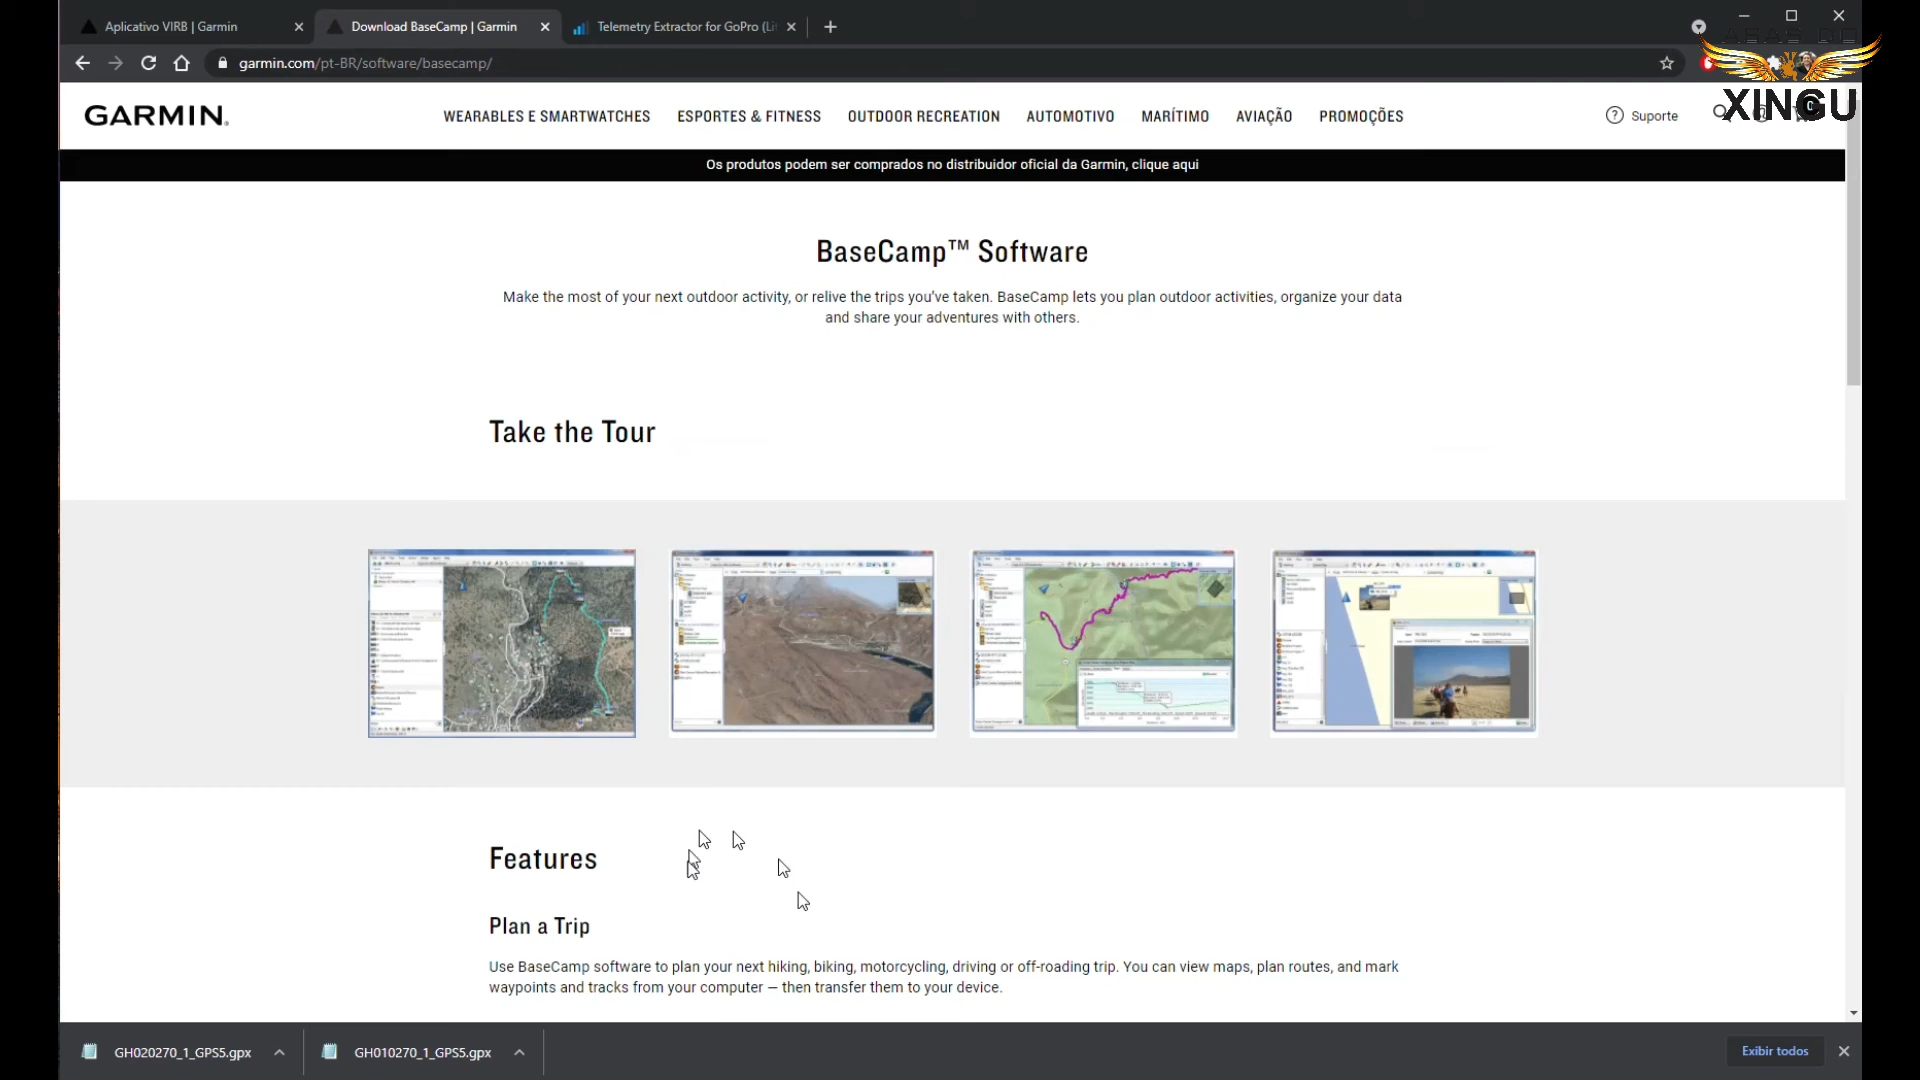 Aplicativo VIRB | Garmin
Download BaseCamp | Garmin
Telemetry Extractor for GoPro (Li
garmin.com/pt-BR/software/basecamp/
XINGU
GARMIN
WEARABLES E SMARTWATCHES
ESPORTES & FITNESS
OUTDOOR RECREATION
AUTOMOTIVO
MARÍTIMO
AVIAÇÃO
PROMOÇÕES
Suporte
Os produtos podem ser comprados no distribuidor oficial da Garmin, clique aqui
BaseCamp™ Software
Make the most of your next outdoor activity, or relive the trips you’ve taken. BaseCamp lets you plan outdoor activities, organize your data
and share your adventures with others.
Take the Tour
Features
Plan a Trip
Use BaseCamp software to plan your next hiking, biking, motorcycling, driving or off-roading trip. You can view maps, plan routes, and mark
waypoints and tracks from your computer — then transfer them to your device.
GH020270_1_GPS5.gpx
GH010270_1_GPS5.gpx
Exibir todos